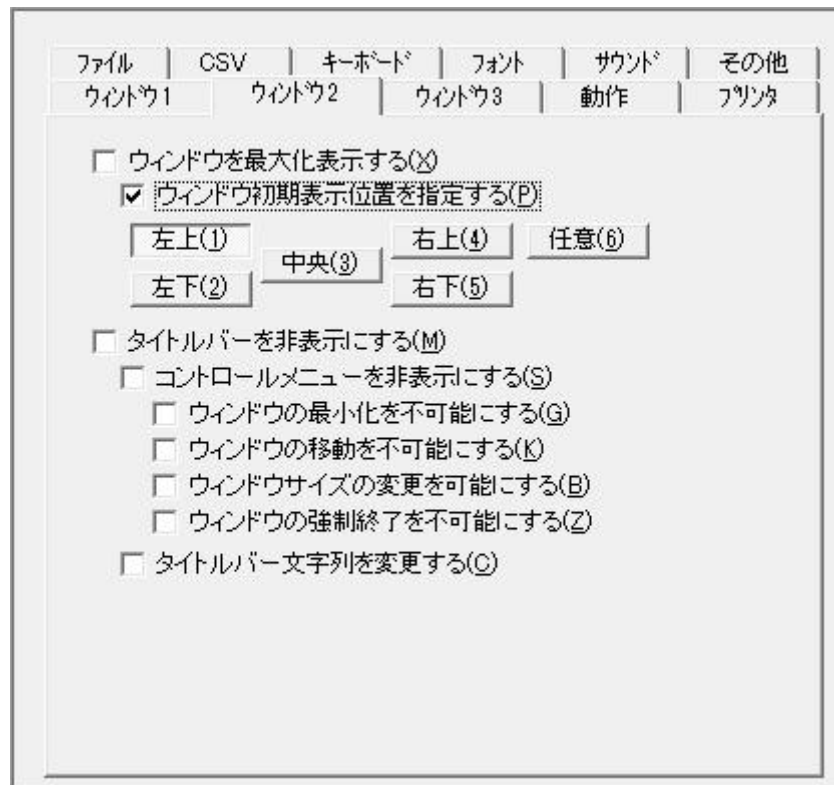 ﾌｧｲﾙ CSV ｷｰﾎﾞｰﾄﾞ ﾌｫﾝﾄ ｻｳﾝﾄﾞ その他
ｳｨﾝﾄﾞｳ1 ｳｨﾝﾄﾞｳ2 ｳｨﾝﾄﾞｳ3 動作 ﾌﾟﾘﾝﾀ
ウィンドウを最大化表示する(X)
ウィンドウ初期表示位置を指定する(P)
左上(1) 右上(4) 任意(6)
中央(3)
左下(2) 右下(5)
タイトルバーを非表示にする(M)
コントロールメニューを非表示にする(S)
ウィンドウの最小化を不可能にする(G)
ウィンドウの移動を不可能にする(K)
ウィンドウサイズの変更を可能にする(B)
ウィンドウの強制終了を不可能にする(Z)
タイトルバー文字列を変更する(C)